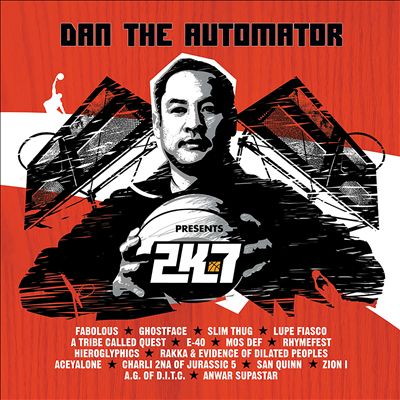 DAN THE AUTOMATOR
PRESENTS
2K7
FABOLOUS ★ GHOSTFACE ★ SLIM THUG ★ LUPE FIASCO
A TRIBE CALLED QUEST ★ E-40 ★ MOS DEF ★ RHYMEFEST
HIEROGLYPHICS ★ RAKKA & EVIDENCE OF DILATED PEOPLES
ACEYALONE ★ CHARLI 2NA OF JURASSIC 5 ★ SAN QUINN ★ ZION I
A.G. OF D.I.T.C. ★ ANWAR SUPASTAR